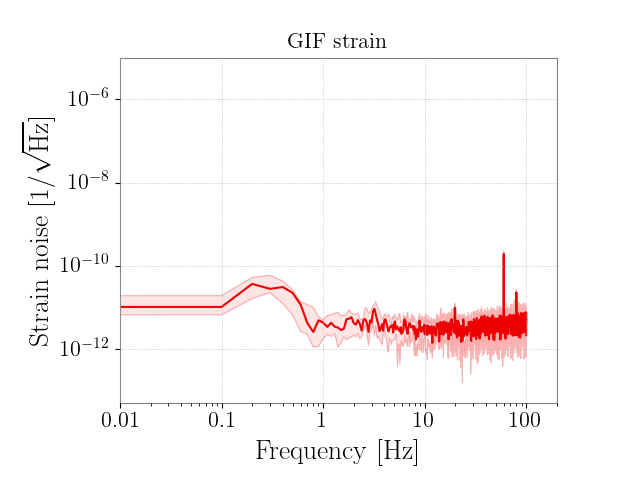 GIF strain
Strain noise [1/√Hz]
10⁻⁶
10⁻⁸
10⁻¹⁰
10⁻¹²
0.01 0.1 1 10 100
Frequency [Hz]